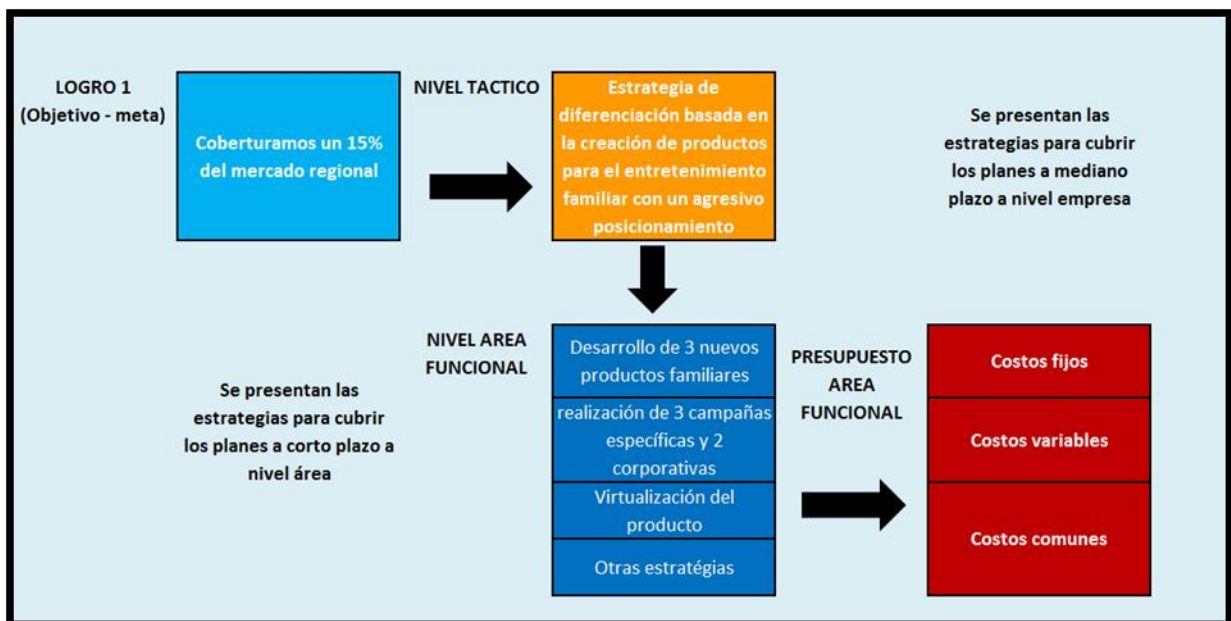 LOGRO 1
(Objetivo - meta)
Coberturamos un 15%
del mercado regional
NIVEL TACTICO
Estrategia de
diferenciación basada en
la creación de productos
para el entretenimiento
familiar con un agresivo
posicionamiento
Se presentan las
estrategias para cubrir
los planes a mediano
plazo a nivel empresa
Se presentan las
estrategias para cubrir
los planes a corto plazo a
nivel área
NIVEL AREA
FUNCIONAL
Desarrollo de 3 nuevos
productos familiares
realización de 3 campañas
específicas y 2
corporativas
Virtualización del
producto
Otras estratégias
PRESUPUESTO
AREA
FUNCIONAL
Costos fijos
Costos variables
Costos comunes